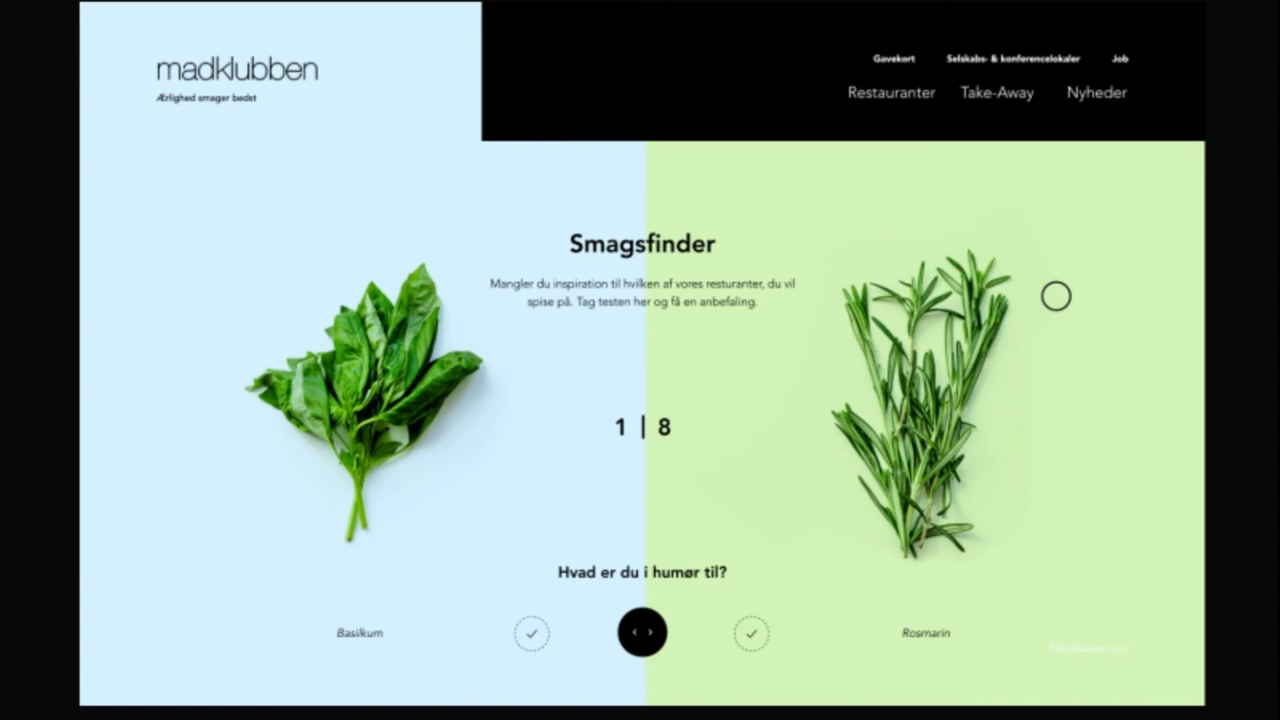 madklubben
Ærlighed smager bedst
Gavekort Selskabs- & konferencelokaler Job
Restauranter Take-Away Nyheder
Smagsfinder
Mangler du inspiration til hvilken af vores resturanter, du vil
spise på. Tag testen her og få en anbefaling.
1 | 8
Hvad er du i humør til?
Basilkum
Rosmarin